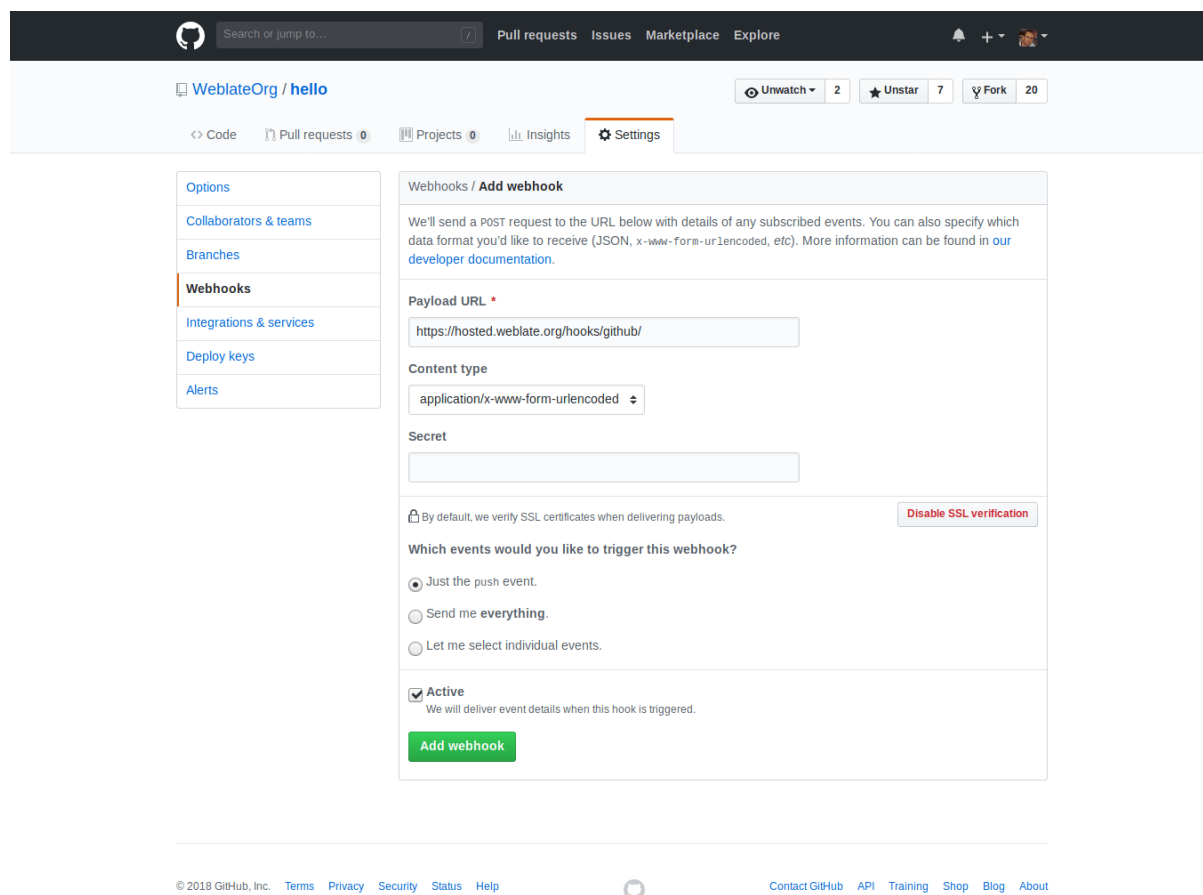 Search or jump to… / Pull requests Issues Marketplace Explore
WeblateOrg / hello Unwatch 2 Unstar 7 Fork 20
Code Pull requests 0 Projects 0 Insights Settings
Options
Collaborators & teams
Branches
Webhooks
Integrations & services
Deploy keys
Alerts
Webhooks / Add webhook
We’ll send a POST request to the URL below with details of any subscribed events. You can also specify which
data format you’d like to receive (JSON, x-www-form-urlencoded, etc). More information can be found in our
developer documentation.
Payload URL *
https://hosted.weblate.org/hooks/github/
Content type
application/x-www-form-urlencoded
Secret
By default, we verify SSL certificates when delivering payloads. Disable SSL verification
Which events would you like to trigger this webhook?
Just the push event.
Send me everything.
Let me select individual events.
Active
We will deliver event details when this hook is triggered.
Add webhook
© 2018 GitHub, Inc. Terms Privacy Security Status Help Contact GitHub API Training Shop Blog About